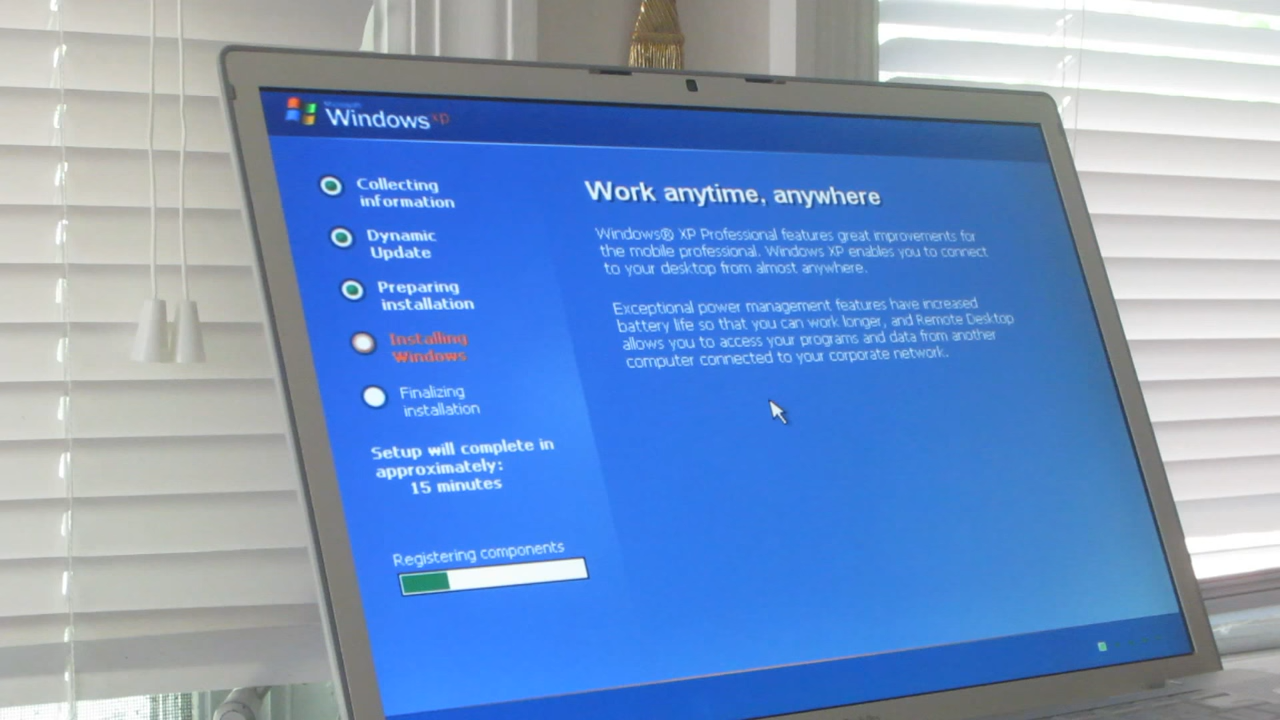 Microsoft
Windows xp
Collecting
information
Dynamic
Update
Preparing
installation
Installing
Windows
Finalizing
installation
Setup will complete in
approximately:
15 minutes
Registering components
Work anytime, anywhere
Windows® XP Professional features great improvements for
the mobile professional. Windows XP enables you to connect
to your desktop from almost anywhere.
Exceptional power management features have increased
battery life so that you can work longer, and Remote Desktop
allows you to access your programs and data from another
computer connected to your corporate network.